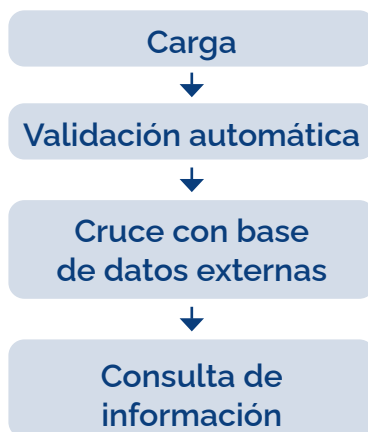 Carga
Validación automática
Cruce con base
de datos externas
Consulta de
información